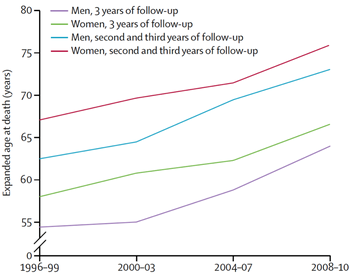 Men, 3 years of follow-up
Women, 3 years of follow-up
Men, second and third years of follow-up
Women, second and third years of follow-up
Expanded age at death (years)
80
75
70
65
60
55
0
1996–99 2000–03 2004–07 2008–10